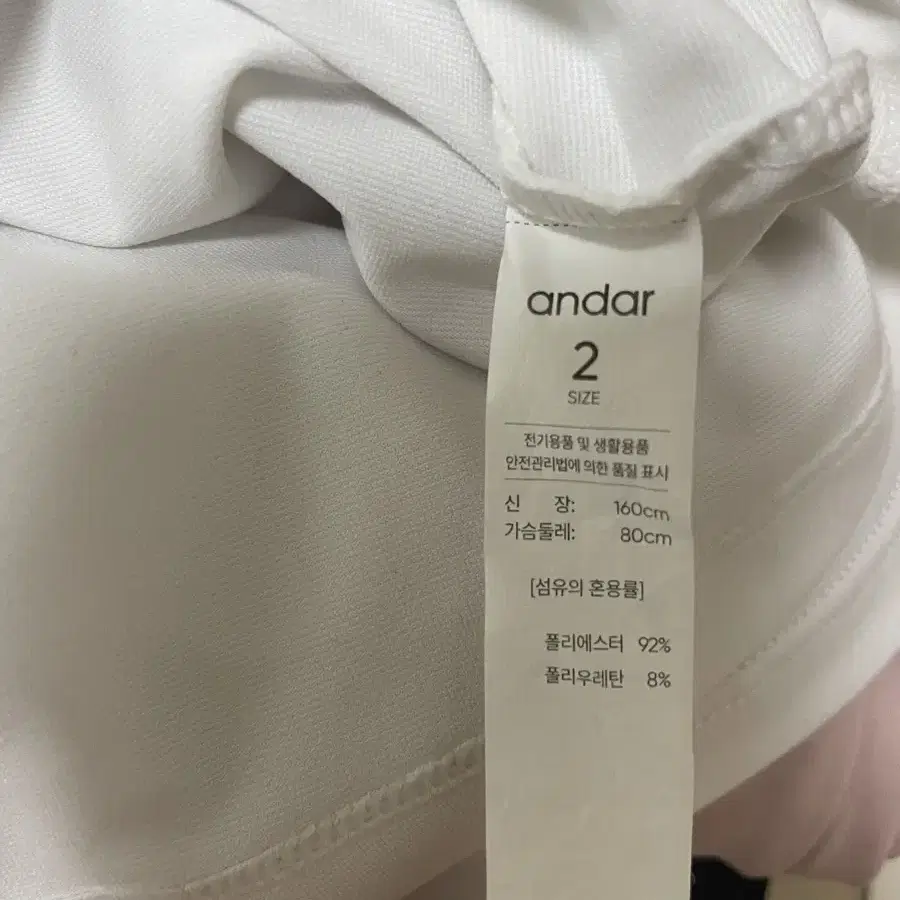 andar
2
SIZE
전기용품 및 생활용품
안전관리법에 의한 품질 표시
신 장: 160cm
가슴둘레: 80cm
[섬유의 혼용률]
폴리에스터 92%
폴리우레탄 8%